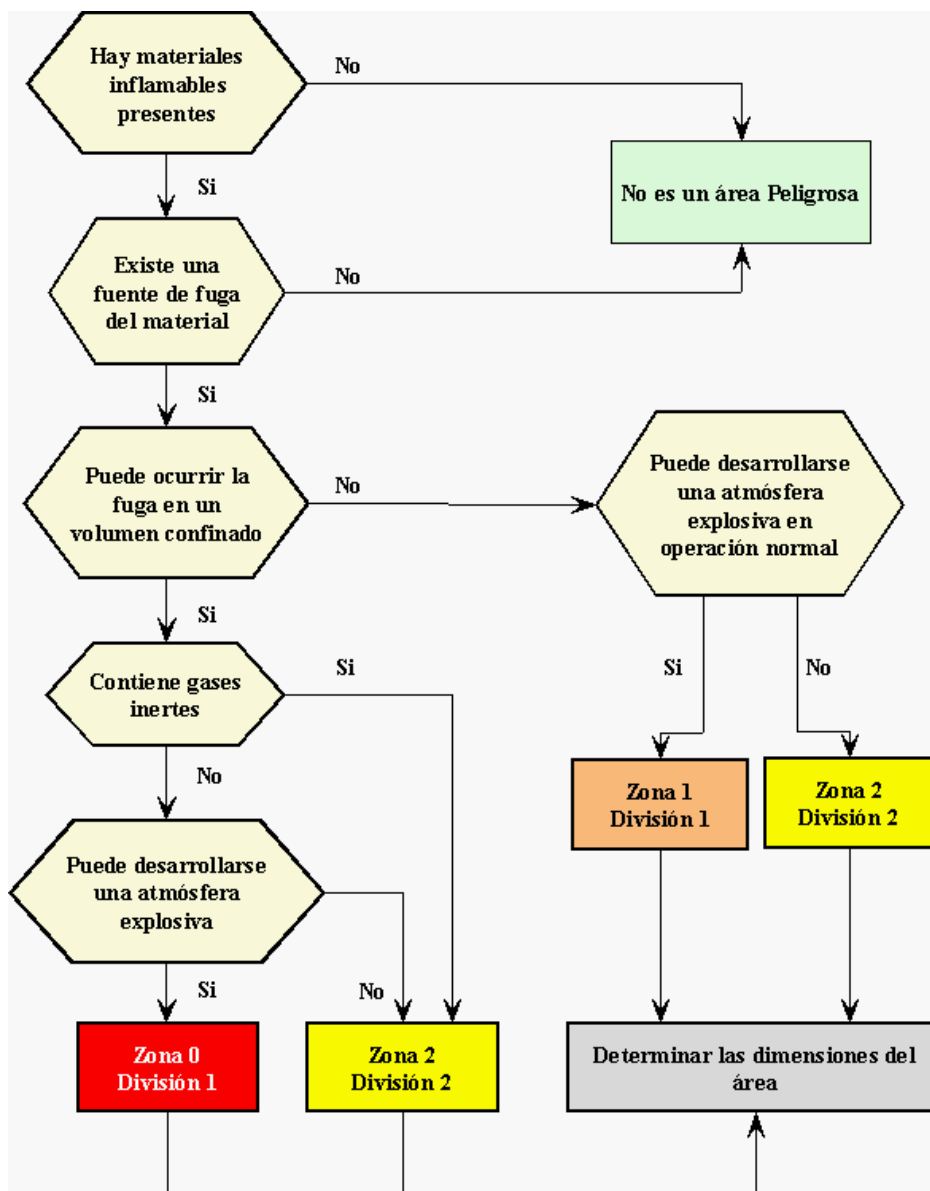 Hay materiales
inflamables
presentes
No
No es un área Peligrosa
Si
Existe una
fuente de fuga
del material
No
Si
Puede ocurrir la
fuga en un
volumen confinado
No
Puede desarrollarse
una atmósfera
explosiva en
operación normal
Si
Contiene gases
inertes
Si
Si
No
No
Zona 1
División 1
Zona 2
División 2
Puede desarrollarse
una atmósfera
explosiva
Si
No
Zona 0
División 1
Zona 2
División 2
Determinar las dimensiones del
área